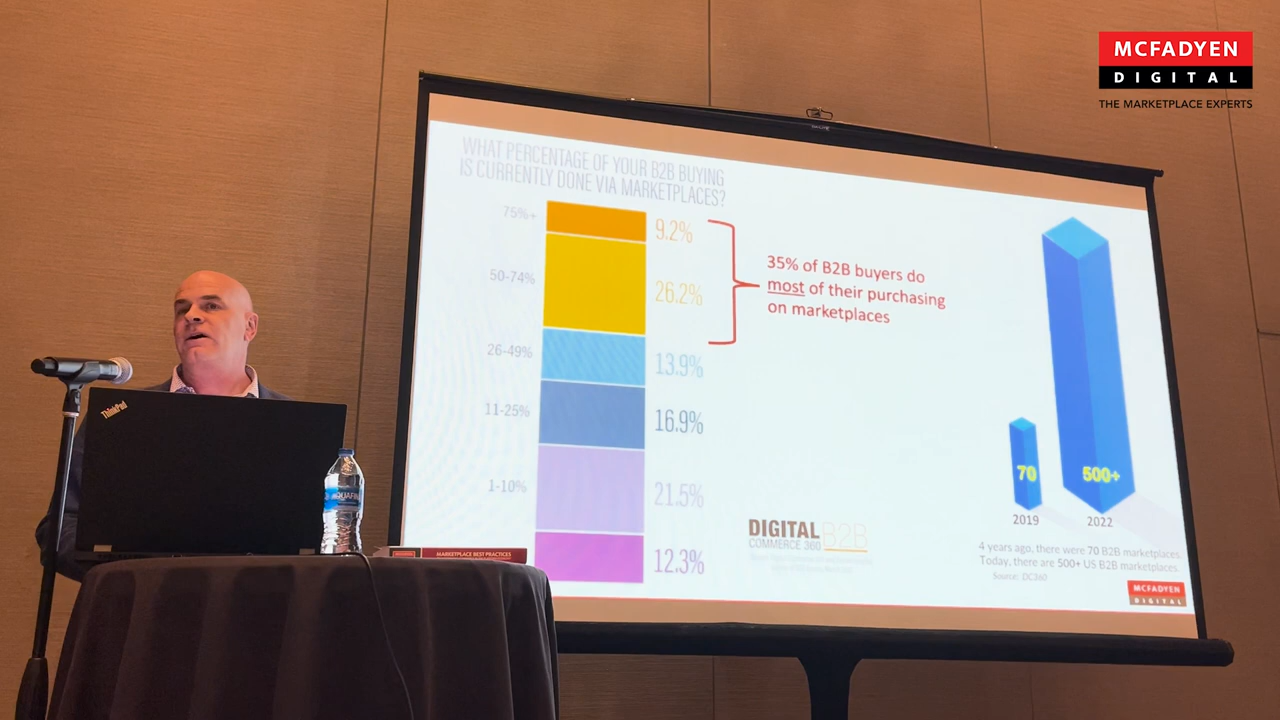 MCFADYEN
DIGITAL
THE MARKETPLACE EXPERTS
WHAT PERCENTAGE OF YOUR B2B BUYING
IS CURRENTLY DONE VIA MARKETPLACES?
75%+
9.2%
50-74%
26.2%
26-49%
13.9%
11-25%
16.9%
1-10%
21.5%
12.3%
35% of B2B buyers do
most of their purchasing
on marketplaces
DIGITAL B2B
COMMERCE 360
70
500+
2019
2022
4 years ago, there were 70 B2B marketplaces.
Today, there are 500+ US B2B marketplaces.
Source: DC360
MCFADYEN
DIGITAL
ThinkPad
MARKETPLACE BEST PRACTICES